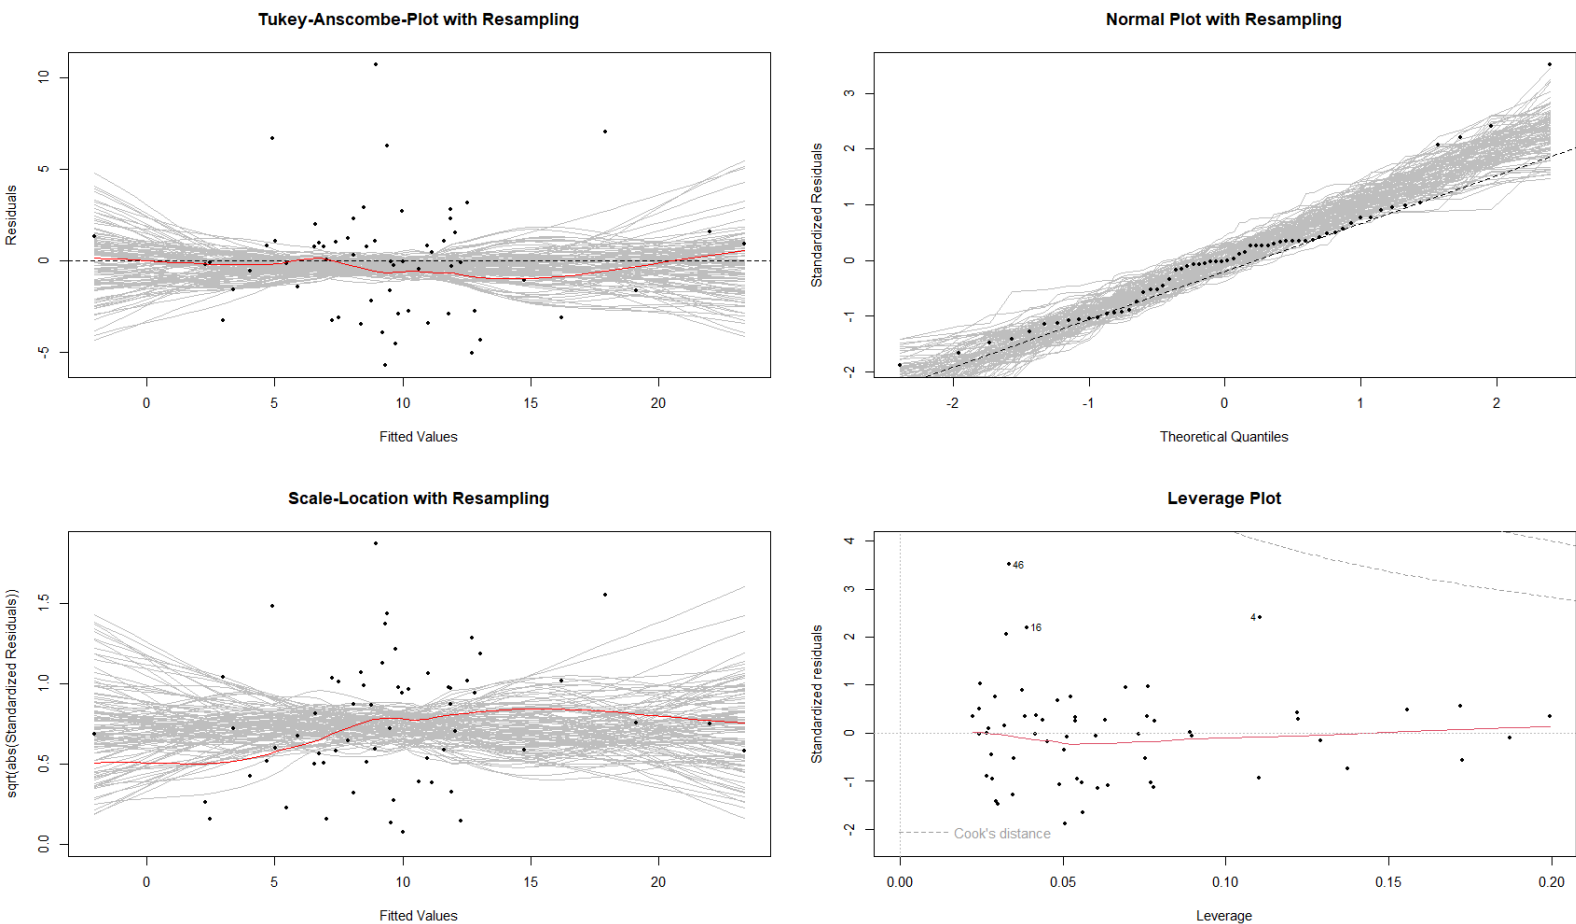 Tukey-Anscombe-Plot with Resampling
Residuals
10
5
0
-5
0 5 10 15 20
Fitted Values
Normal Plot with Resampling
Standardized Residuals
3
2
1
0
-1
-2
-2 -1 0 1 2
Theoretical Quantiles
Scale-Location with Resampling
sqrt(abs(Standardized Residuals))
1.5
1.0
0.5
0.0
0 5 10 15 20
Fitted Values
Leverage Plot
Standardized residuals
4
3
2
1
0
-1
-2
46
16
4
Cook's distance
0.00 0.05 0.10 0.15 0.20
Leverage